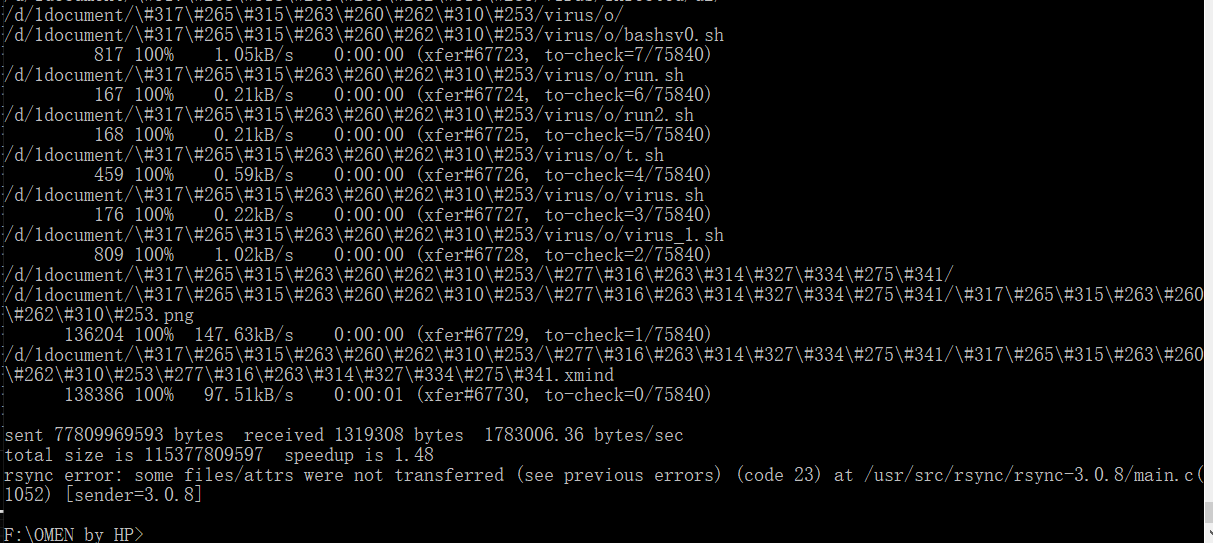 /d/1document/\#317\#265\#315\#263\#260\#262\#310\#253/virus/o/
/d/1document/\#317\#265\#315\#263\#260\#262\#310\#253/virus/o/bashsv0.sh
817 100% 1.05kB/s 0:00:00 (xfer#67723, to-check=7/75840)
/d/1document/\#317\#265\#315\#263\#260\#262\#310\#253/virus/o/run.sh
167 100% 0.21kB/s 0:00:00 (xfer#67724, to-check=6/75840)
/d/1document/\#317\#265\#315\#263\#260\#262\#310\#253/virus/o/run2.sh
168 100% 0.21kB/s 0:00:00 (xfer#67725, to-check=5/75840)
/d/1document/\#317\#265\#315\#263\#260\#262\#310\#253/virus/o/t.sh
459 100% 0.59kB/s 0:00:00 (xfer#67726, to-check=4/75840)
/d/1document/\#317\#265\#315\#263\#260\#262\#310\#253/virus/o/virus.sh
176 100% 0.22kB/s 0:00:00 (xfer#67727, to-check=3/75840)
/d/1document/\#317\#265\#315\#263\#260\#262\#310\#253/virus/o/virus_1.sh
809 100% 1.02kB/s 0:00:00 (xfer#67728, to-check=2/75840)
/d/1document/\#317\#265\#315\#263\#260\#262\#310\#253/\#277\#316\#263\#314\#327\#334\#275\#341/
/d/1document/\#317\#265\#315\#263\#260\#262\#310\#253/\#277\#316\#263\#314\#327\#334\#275\#341/\#317\#265\#315\#263\#260
\#262\#310\#253.png
136204 100% 147.63kB/s 0:00:00 (xfer#67729, to-check=1/75840)
/d/1document/\#317\#265\#315\#263\#260\#262\#310\#253/\#277\#316\#263\#314\#327\#334\#275\#341/\#317\#265\#315\#263\#260
\#262\#310\#253\#277\#316\#263\#314\#327\#334\#275\#341.xmind
138386 100% 97.51kB/s 0:00:01 (xfer#67730, to-check=0/75840)
sent 77809969593 bytes received 1319308 bytes 1783006.36 bytes/sec
total size is 115377809597 speedup is 1.48
rsync error: some files/attrs were not transferred (see previous errors) (code 23) at /usr/src/rsync/rsync-3.0.8/main.c(
1052) [sender=3.0.8]
F:\OMEN by HP>